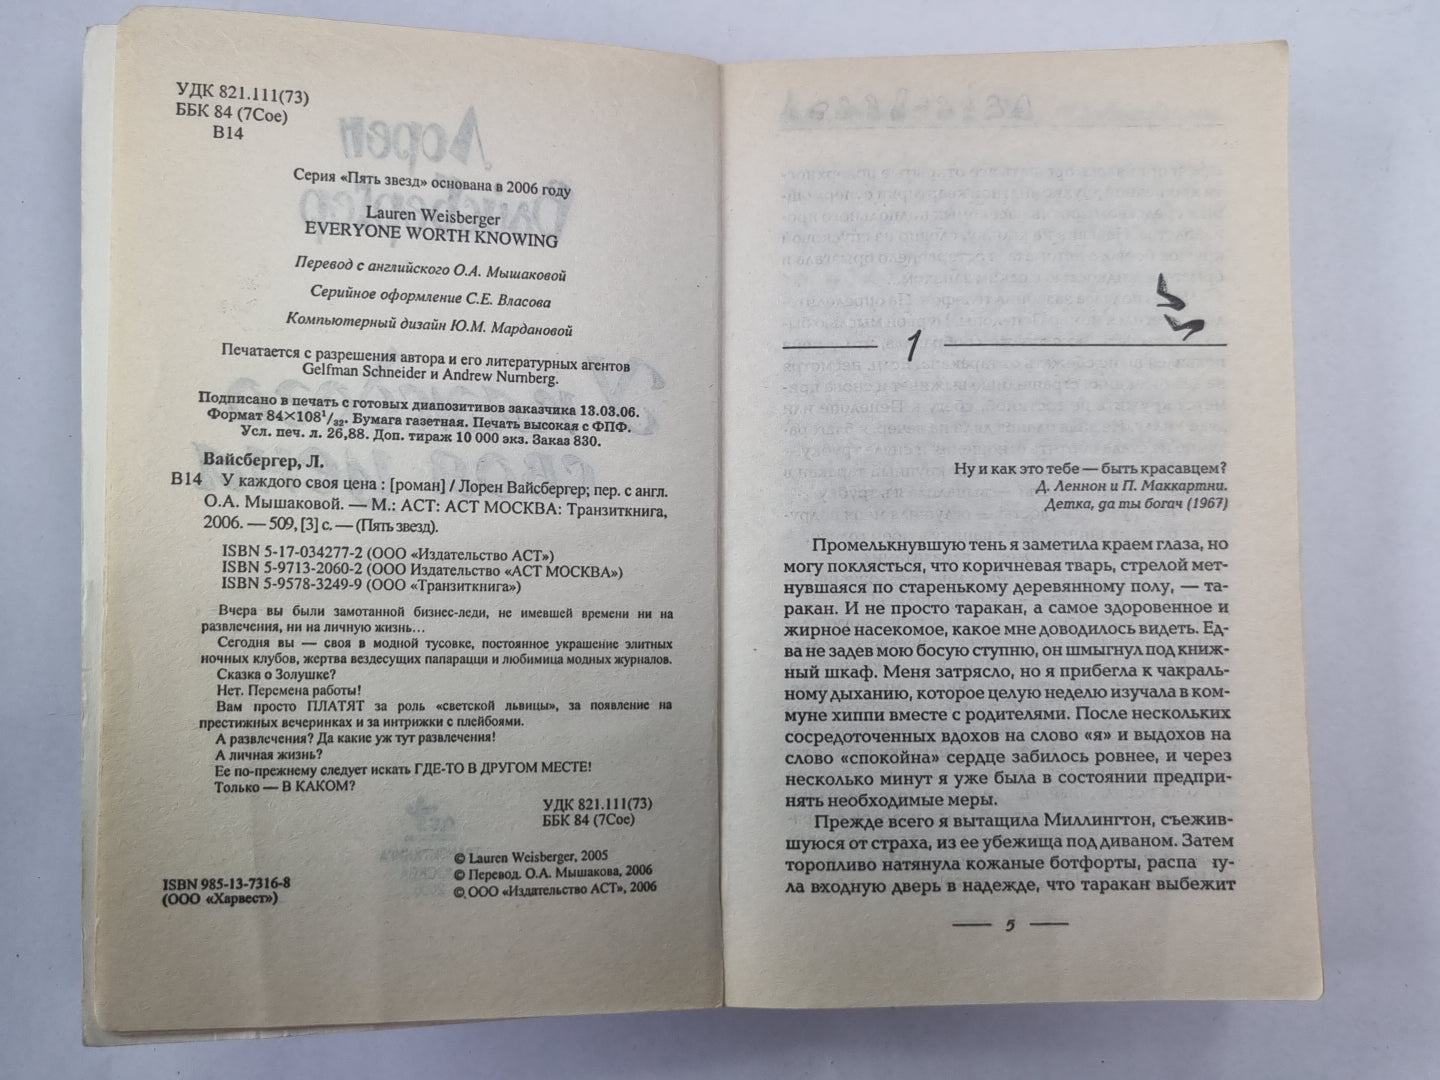 УДК 821.111(73)
ББК 84 (7Сое)
В14
Серия «Пять звезд» основана в 2006 году
Lauren Weisberger
EVERYONE WORTH KNOWING
Перевод с английского О.А. Мышаковой
Серийное оформление С.Е. Власова
Компьютерный дизайн Ю.М. Мардановой
Печатается с разрешения автора и его литературных агентов
Gelfman Schneider и Andrew Nurnberg.
Подписано в печать с готовых диапозитивов заказчика 13.03.06.
Формат 84×108¹/₃₂. Бумага газетная. Печать высокая с ФПФ.
Усл. печ. л. 26,88. Доп. тираж 10 000 экз. Заказ 830.
Вайсбергер, Л.
В14 У каждого своя цена : [роман] / Лорен Вайсбергер; пер. с англ.
О.А. Мышаковой. — М.: АСТ: АСТ МОСКВА: Транзиткнига,
2006. — 509, [3] с. — (Пять звезд).
ISBN 5-17-034277-2 (ООО «Издательство АСТ»)
ISBN 5-9713-2060-2 (ООО Издательство «АСТ МОСКВА»)
ISBN 5-9578-3249-9 (ООО «Транзиткнига»)
Вчера вы были замотанной бизнес-леди, не имевшей времени ни на
развлечения, ни на личную жизнь...
Сегодня вы — своя в модной тусовке, постоянное украшение элитных
ночных клубов, жертва вездесущих папарацци и любимица модных журналов.
Сказка о Золушке?
Нет. Перемена работы!
Вам просто ПЛАТЯТ за роль «светской львицы», за появление на
престижных вечеринках и за интрижки с плейбоями.
А развлечения? Да какие уж тут развлечения!
А личная жизнь?
Ее по-прежнему следует искать ГДЕ-ТО В ДРУГОМ МЕСТЕ!
Только — В КАКОМ?
УДК 821.111(73)
ББК 84 (7Сое)
© Lauren Weisberger, 2005
© Перевод. О.А. Мышакова, 2006
© ООО «Издательство АСТ», 2006
ISBN 985-13-7316-8
(ООО «Харвест»)
1
Ну и как это тебе — быть красавцем?
Д. Леннон и П. Маккартни.
Детка, да ты богач (1967)
Промелькнувшую тень я заметила краем глаза, но
могу поклясться, что коричневая тварь, стрелой мет-
нувшаяся по старенькому деревянному полу, — та-
ракан. И не просто таракан, а самое здоровенное и
жирное насекомое, какое мне доводилось видеть. Ед-
ва не задев мою босую ступню, он шмыгнул под книж-
ный шкаф. Меня затрясло, но я прибегла к чакраль-
ному дыханию, которое целую неделю изучала в ком-
муне хиппи вместе с родителями. После нескольких
сосредоточенных вдохов на слово «я» и выдохов на
слово «спокойна» сердце забилось ровнее, и через
несколько минут я уже была в состоянии предпри-
нять необходимые меры.
Прежде всего я вытащила Миллингтон, съежив-
шуюся от страха, из ее убежища под диваном. Затем
торопливо натянула кожаные ботфорты, распа ну-
ла входную дверь в надежде, что таракан выбежит
5